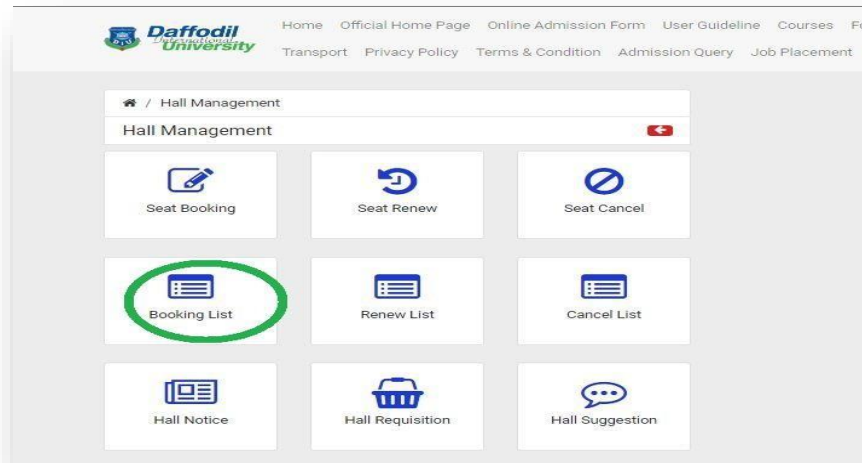 Daffodil
International
University
Home Official Home Page Online Admission Form User Guideline Courses
Transport Privacy Policy Terms & Condition Admission Query Job Placement
/ Hall Management
Hall Management
Seat Booking Seat Renew Seat Cancel
Booking List Renew List Cancel List
Hall Notice Hall Requisition Hall Suggestion